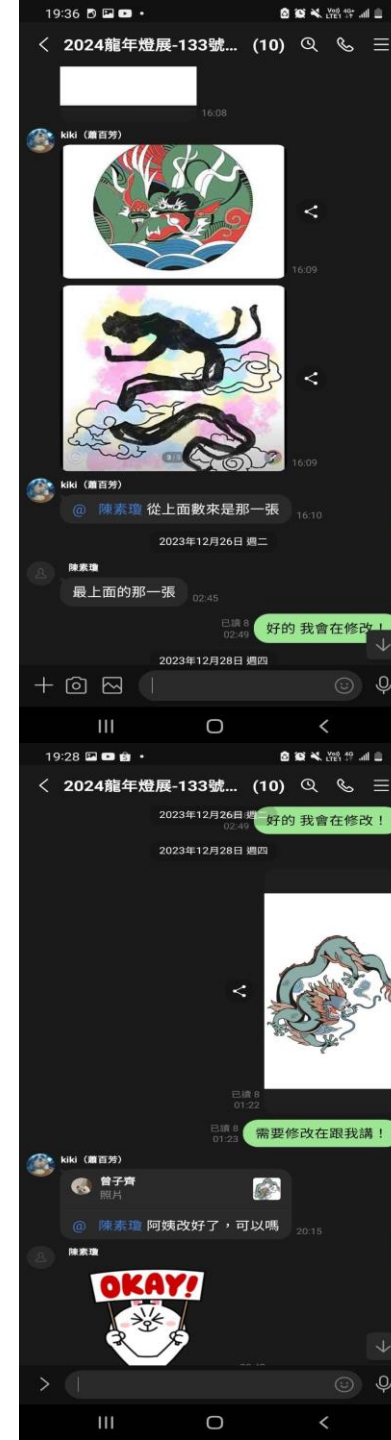 19:36
2024龍年燈展-133號... (10)
16:08
kiki（蕭百芳）
16:09
16:09
kiki（蕭百芳）
@ 陳素瓊 從上面數來是那一張
16:10
2023年12月26日 週二
陳素瓊
最上面的那一張
02:45
已讀 8
02:49
好的 我會在修改！
2023年12月28日 週四
19:28
2024龍年燈展-133號... (10)
2023年12月26日 週二
02:49
好的 我會在修改！
2023年12月28日 週四
已讀 8
01:22
已讀 8
01:23
需要修改在跟我講！
kiki（蕭百芳）
曾子齊
照片
@ 陳素瓊 阿姨改好了，可以嗎
20:15
陳素瓊
OKAY!